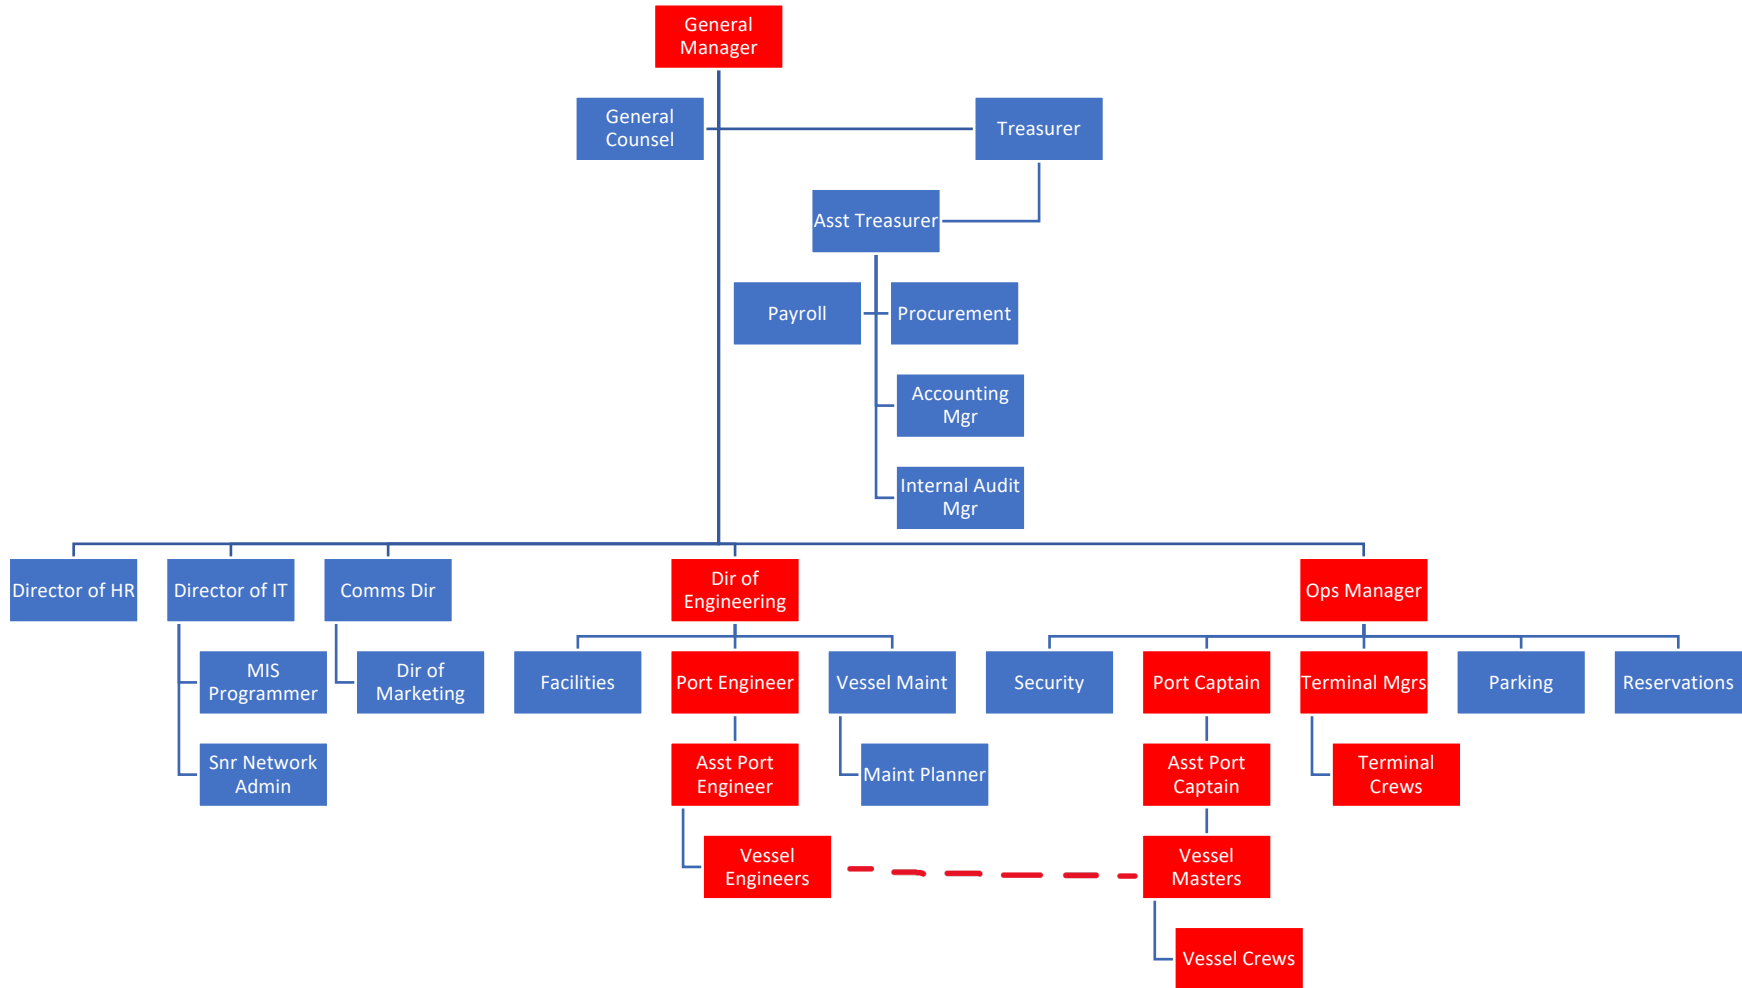 General
Manager
General
Counsel
Treasurer
Asst Treasurer
Payroll
Procurement
Accounting
Mgr
Internal Audit
Mgr
Director of HR
Director of IT
Comms Dir
Dir of
Engineering
Ops Manager
MIS
Programmer
Dir of
Marketing
Facilities
Port Engineer
Vessel Maint
Security
Port Captain
Terminal Mgrs
Parking
Reservations
Snr Network
Admin
Asst Port
Engineer
Maint Planner
Asst Port
Captain
Terminal
Crews
Vessel
Engineers
Vessel
Masters
Vessel Crews